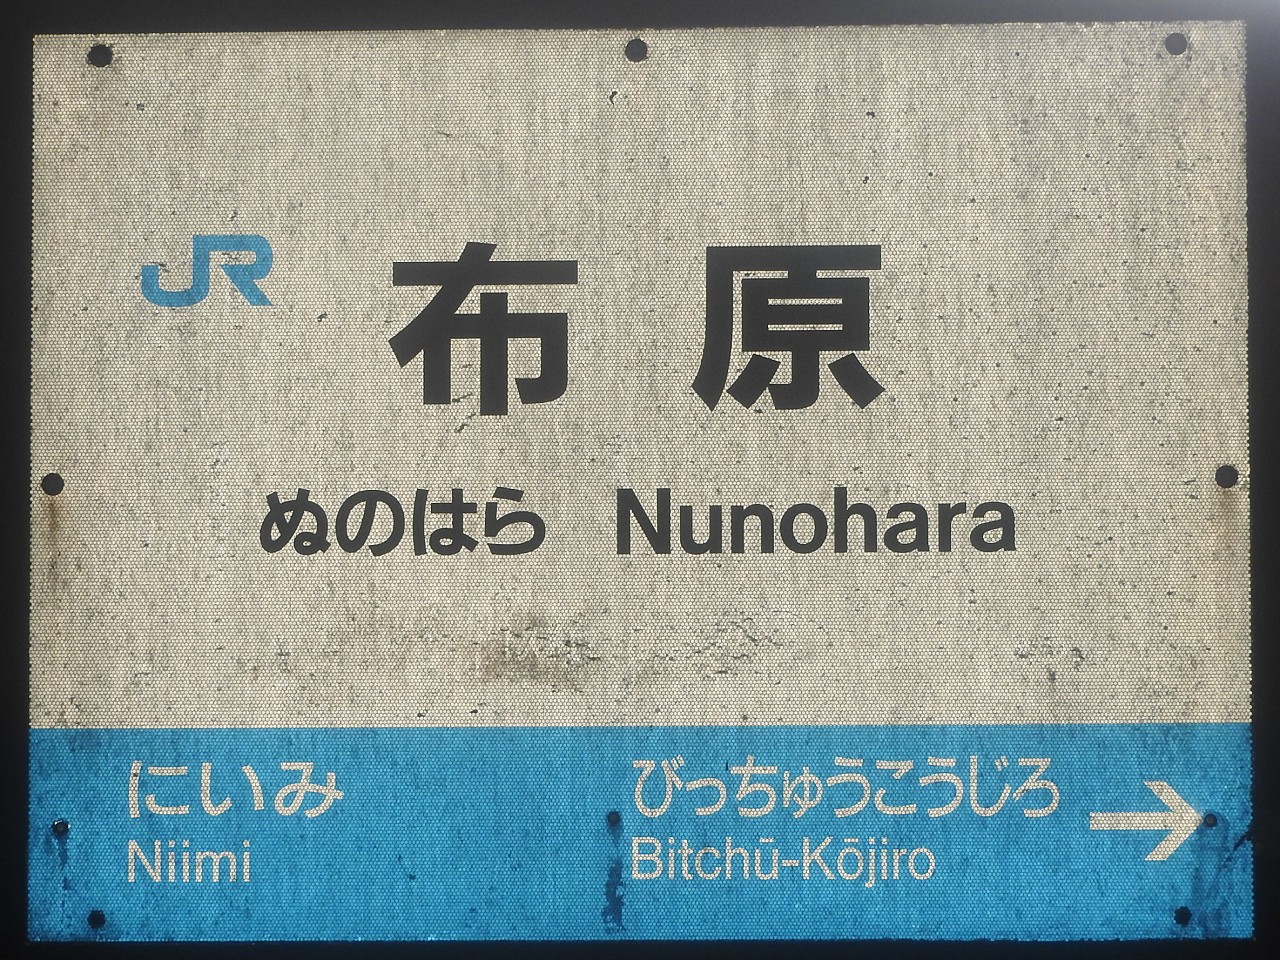 JR 布原
ぬのはら Nunohara
にいみ びっちゅうこうじろ →
Niimi Bitchū-Kōjiro